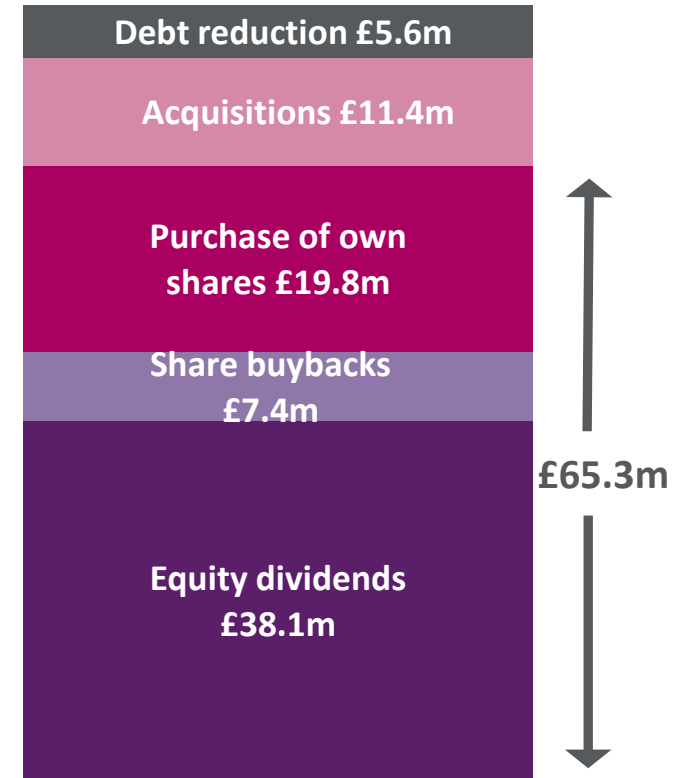 Debt reduction £5.6m
Acquisitions £11.4m
Purchase of own
shares £19.8m
Share buybacks
£7.4m
£65.3m
Equity dividends
£38.1m